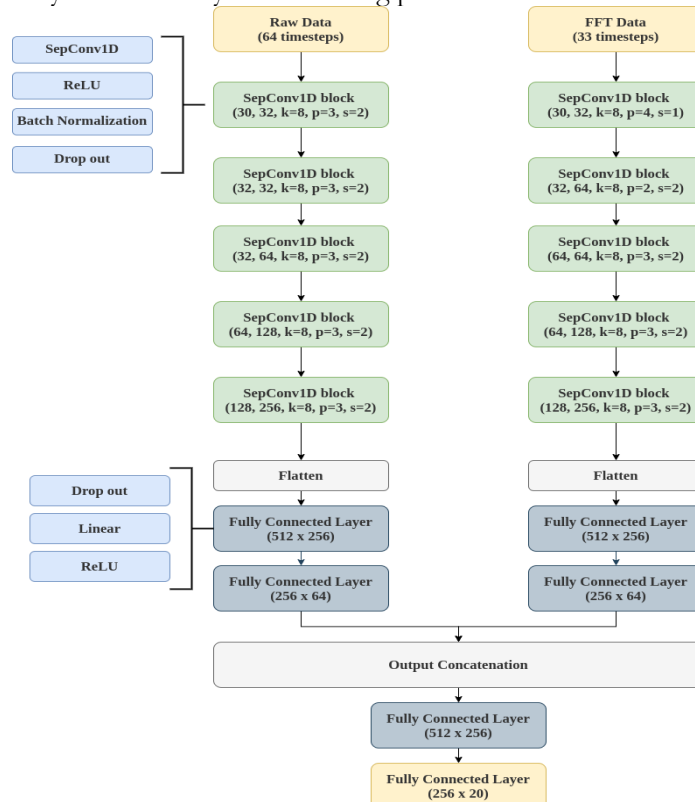 SepConv1D
ReLU
Batch Normalization
Drop out
Raw Data
(64 timesteps)
SepConv1D block
(30, 32, k=8, p=3, s=2)
SepConv1D block
(32, 32, k=8, p=3, s=2)
SepConv1D block
(32, 64, k=8, p=3, s=2)
SepConv1D block
(64, 128, k=8, p=3, s=2)
SepConv1D block
(128, 256, k=8, p=3, s=2)
Flatten
Drop out
Linear
ReLU
Fully Connected Layer
(512 x 256)
Fully Connected Layer
(256 x 64)
FFT Data
(33 timesteps)
SepConv1D block
(30, 32, k=8, p=4, s=1)
SepConv1D block
(32, 64, k=8, p=2, s=2)
SepConv1D block
(64, 64, k=8, p=3, s=2)
SepConv1D block
(64, 128, k=8, p=3, s=2)
SepConv1D block
(128, 256, k=8, p=3, s=2)
Flatten
Fully Connected Layer
(512 x 256)
Fully Connected Layer
(256 x 64)
Output Concatenation
Fully Connected Layer
(512 x 256)
Fully Connected Layer
(256 x 20)